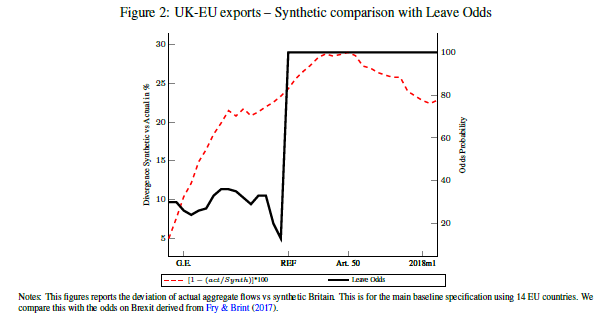 Figure 2: UK-EU exports – Synthetic comparison with Leave Odds
30
25
20
15
10
5
Divergence Synthetic vs Actual in %
100
80
60
40
20
Odds Probability
G.E. REF Art. 50 2018m1
[1 − (act/Synth)]*100 Leave Odds
Notes: This figures reports the deviation of actual aggregate flows vs synthetic Britain. This is for the main baseline specification using 14 EU countries. We
compare this with the odds on Brexit derived from Fry & Brint (2017).